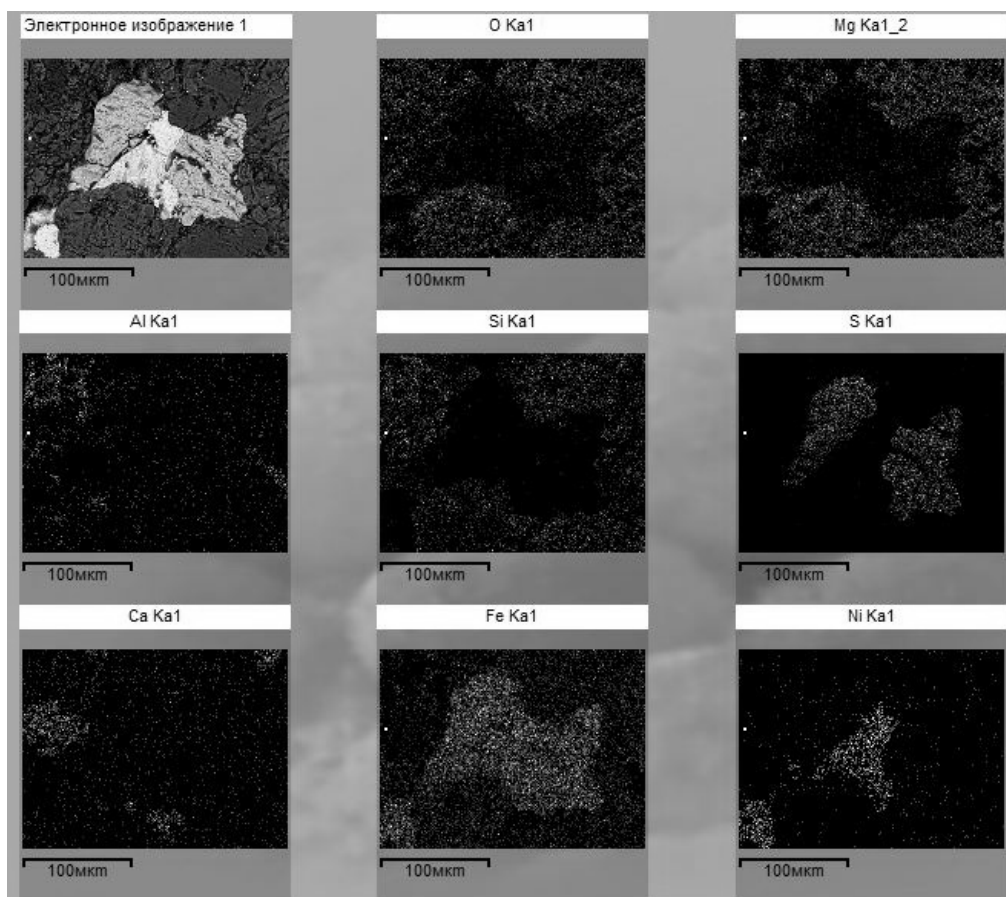 Электронное изображение 1
O Ka1
Mg Ka1_2
100мкm
100мкm
100мкm
Al Ka1
Si Ka1
S Ka1
100мкm
100мкm
100мкm
Ca Ka1
Fe Ka1
Ni Ka1
100мкm
100мкm
100мкm